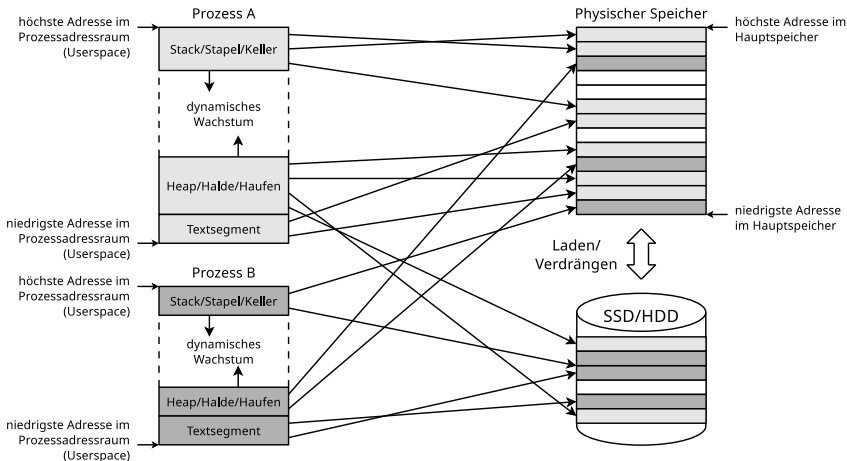 Prozess A
Physischer Speicher
höchste Adresse im
Prozessadressraum
(Userspace)
Stack/Stapel/Keller
höchste Adresse im
Hauptspeicher
dynamisches
Wachstum
Heap/Halde/Haufen
niedrigste Adresse im
Prozessadressraum
(Userspace)
Textsegment
niedrigste Adresse
im Hauptspeicher
Laden/
Verdrängen
Prozess B
höchste Adresse im
Prozessadressraum
(Userspace)
Stack/Stapel/Keller
SSD/HDD
dynamisches
Wachstum
Heap/Halde/Haufen
niedrigste Adresse im
Prozessadressraum
(Userspace)
Textsegment